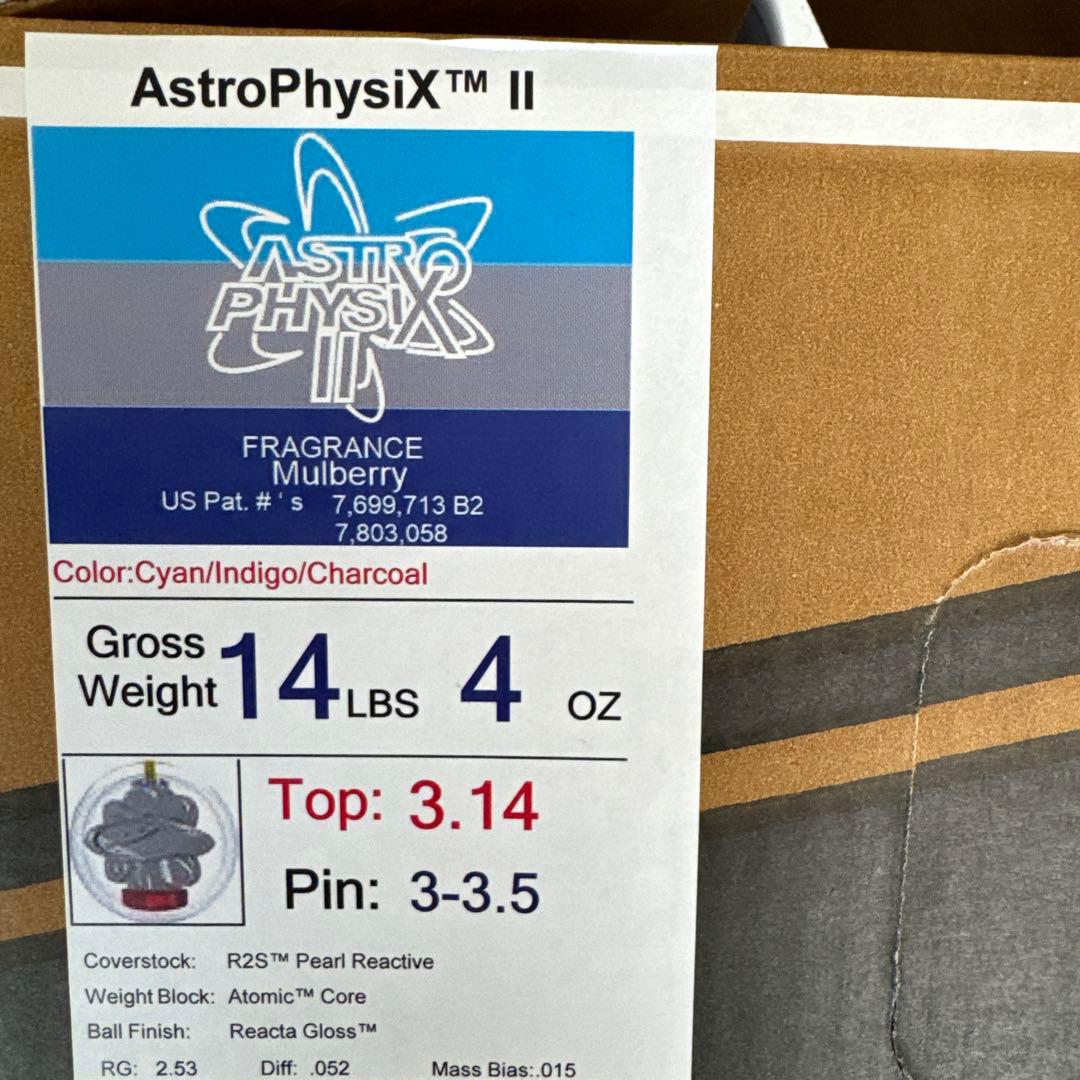 AstroPhysiX™ II
ASTRO
PHYSIX
II
FRAGRANCE
Mulberry
US Pat. # ' s 7,699,713 B2
7,803,058
Color:Cyan/Indigo/Charcoal
Gross Weight 14 LBS 4 OZ
Top: 3.14
Pin: 3-3.5
Coverstock: R2S™ Pearl Reactive
Weight Block: Atomic™ Core
Ball Finish: Reacta Gloss™
RG: 2.53 Diff: .052 Mass Bias:.015